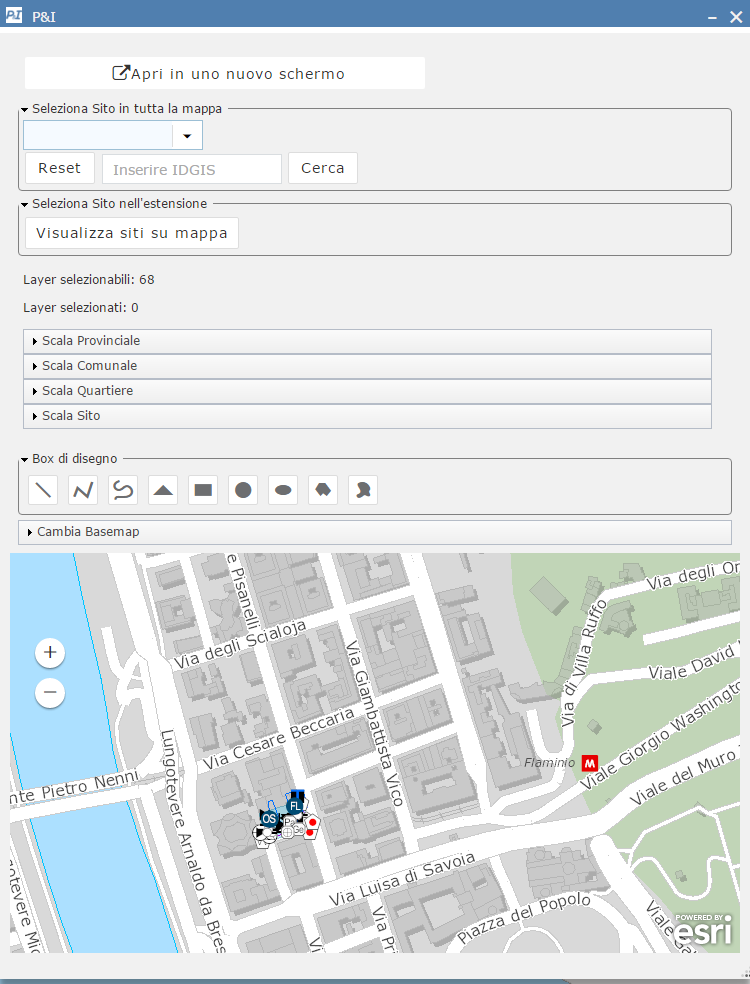 P&I
Apri in uno nuovo schermo
Seleziona Sito in tutta la mappa
Reset
Inserire IDGIS
Cerca
Seleziona Sito nell'estensione
Visualizza siti su mappa
Layer selezionabili: 68
Layer selezionati: 0
Scala Provinciale
Scala Comunale
Scala Quartiere
Scala Sito
Box di disegno
Cambia Basemap
e Pisanelli
Via degli Or
Via degli Scialoja
Via di Villa Ruffo
Via Giambattista Vico
Viale David
Via Cesare Beccaria
Viale Giorgio Washington
Lungotevere Arnaldo da Bres
Flaminio
M
nte Pietro Nenni
Viale del Muro
FL
OS
Via Luisa di Savoia
gotevere Mic
Piazza del Popolo
Via Pri
Vi
Viale Ga
POWERED BY
esri